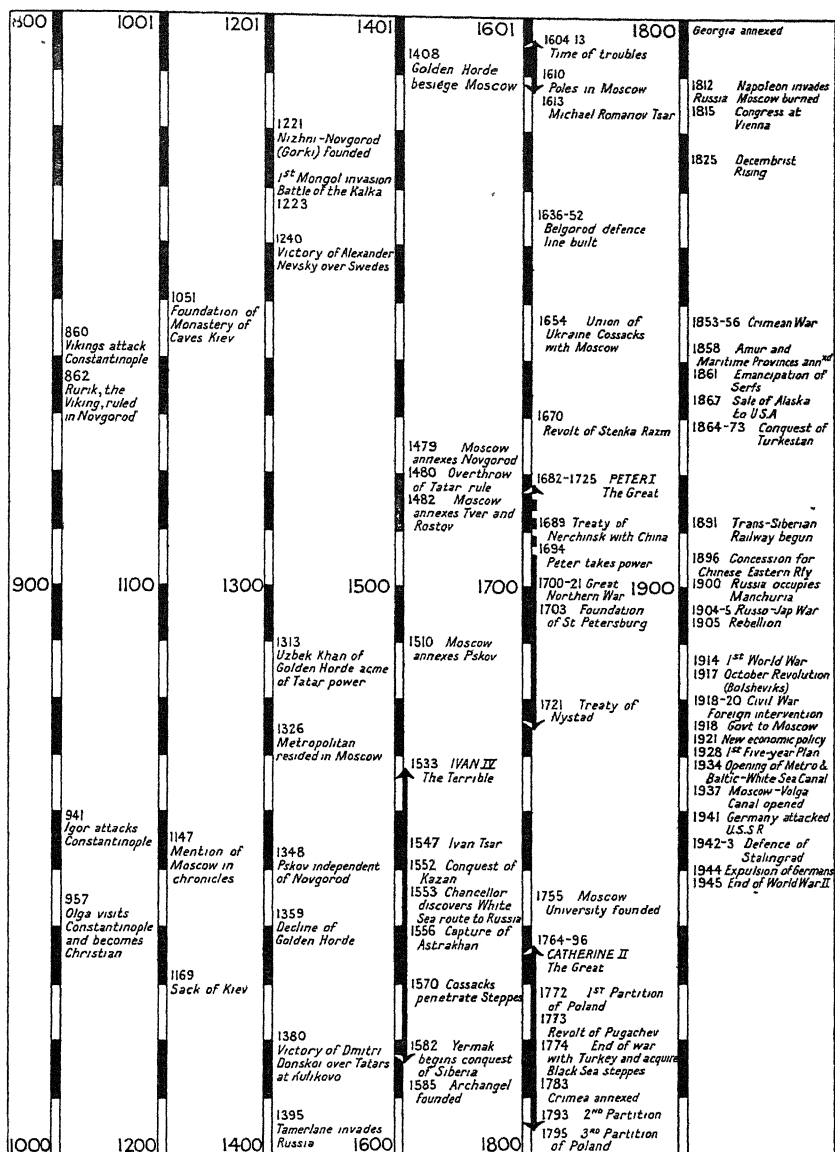 800
900
1000
860
Vikings attack
Constantinople
862
Rurik, the
Viking, ruled
in Novgorod
941
Igor attacks
Constantinople
957
Olga visits
Constantinople
and becomes
Christian
1001
1100
1200
1051
Foundation of
Monastery of
Caves Kiev
1147
Mention of
Moscow in
chronicles
1169
Sack of Kiev
1201
1300
1400
1221
Nizhni-Novgorod
(Gorki) founded
1st Mongol invasion
Battle of the Kalka
1223
1240
Victory of Alexander
Nevsky over Swedes
1313
Uzbek Khan of
Golden Horde acme
of Tatar power
1326
Metropolitan
resided in Moscow
1348
Pskov independent
of Novgorod
1359
Decline of
Golden Horde
1380
Victory of Dmitri
Donskoi over Tatars
at Kulikovo
1395
Tamerlane invades
Russia
1401
1500
1600
1408
Golden Horde
besiege Moscow
1479 Moscow
annexes Novgorod
1480 Overthrow
of Tatar rule
1482 Moscow
annexes Tver and
Rostov
1510 Moscow
annexes Pskov
1533 IVAN IV
The Terrible
1547 Ivan Tsar
1552 Conquest of
Kazan
1553 Chancellor
discovers White
Sea route to Russia
1556 Capture of
Astrakhan
1570 Cossacks
penetrate Steppes
1582 Yermak
begins conquest
of Siberia
1585 Archangel
founded
1601
1700
1800
1604 13
Time of troubles
1610
Poles in Moscow
1613
Michael Romanov Tsar
1636-52
Belgorod defence
line built
1654 Union of
Ukraine Cossacks
with Moscow
1670
Revolt of Stenka Razm
1682-1725 PETER I
The Great
1689 Treaty of
Nerchinsk with China
1694
Peter takes power
1700-21 Great
Northern War
1703 Foundation
of St Petersburg
1721 Treaty of
Nystad
1755 Moscow
University founded
1764-96
CATHERINE II
The Great
1772 1ST Partition
of Poland
1773
Revolt of Pugachev
1774 End of war
with Turkey and acquire
Black Sea steppes
1783
Crimea annexed
1793 2ND Partition
1795 3RD Partition
of Poland
1800
1900
Georgia annexed
1812 Napoleon invades
Russia Moscow burned
1815 Congress at
Vienna
1825 Decembrist
Rising
1853-56 Crimean War
1858 Amur and
Maritime Provinces annxd
1861 Emancipation of
Serfs
1867 Sale of Alaska
to U.S.A
1864-73 Conquest of
Turkestan
1891 Trans-Siberian
Railway begun
1896 Concession for
Chinese Eastern Rly
1900 Russia occupies
Manchuria
1904-5 Russo-Jap War
1905 Rebellion
1914 1st World War
1917 October Revolution
(Bolsheviks)
1918-20 Civil War
Foreign intervention
1918 Govt to Moscow
1921 New economic policy
1928 1st Five-year Plan
1934 Opening of Metro &
Baltic-White Sea Canal
1937 Moscow-Volga
Canal opened
1941 Germany attacked
U.S.S R
1942-3 Defence of
Stalingrad
1944 Expulsion of Germans
1945 End of World War II